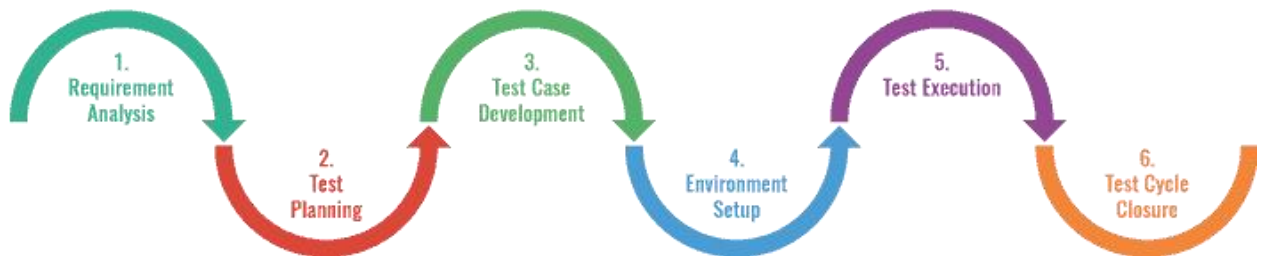 1.
Requirement
Analysis
2.
Test
Planning
3.
Test Case
Development
4.
Environment
Setup
5.
Test Execution
6.
Test Cycle
Closure